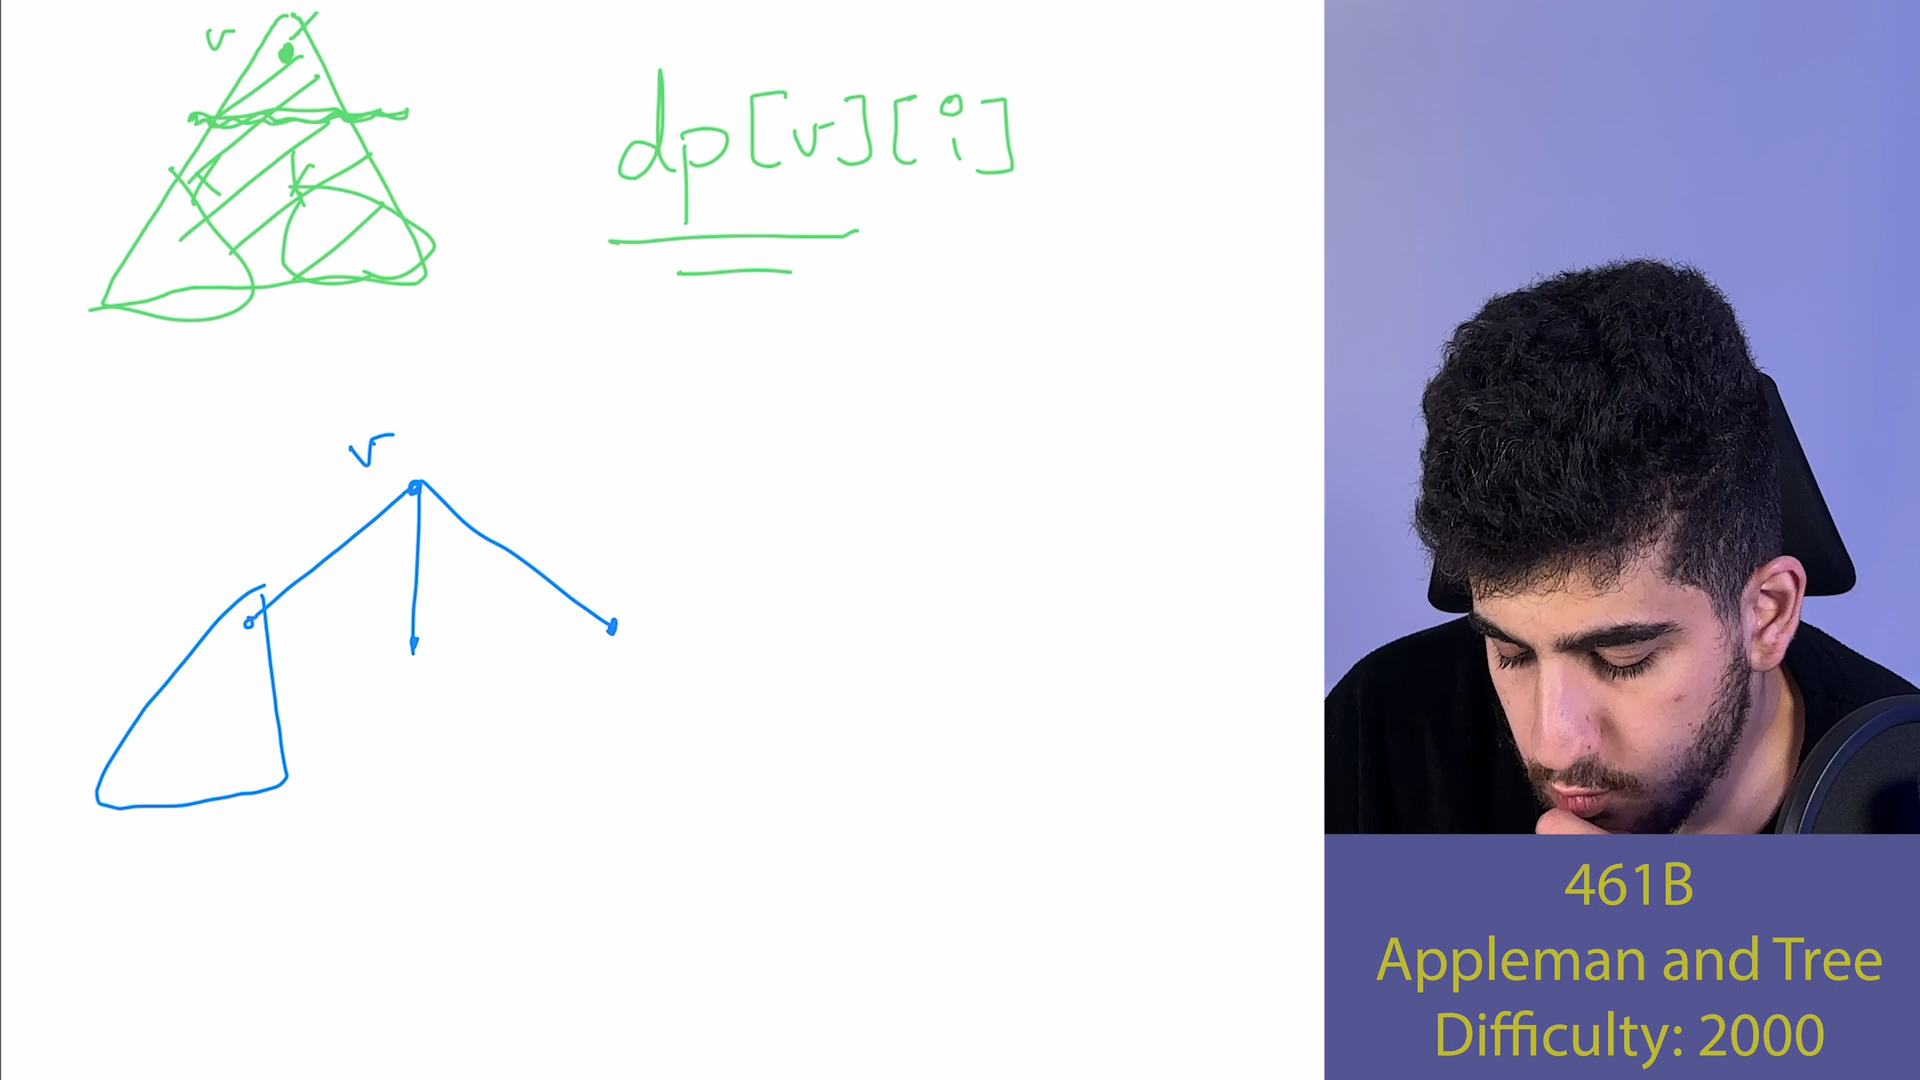 v
dp[v][i]
v
461B
Appleman and Tree
Difficulty: 2000